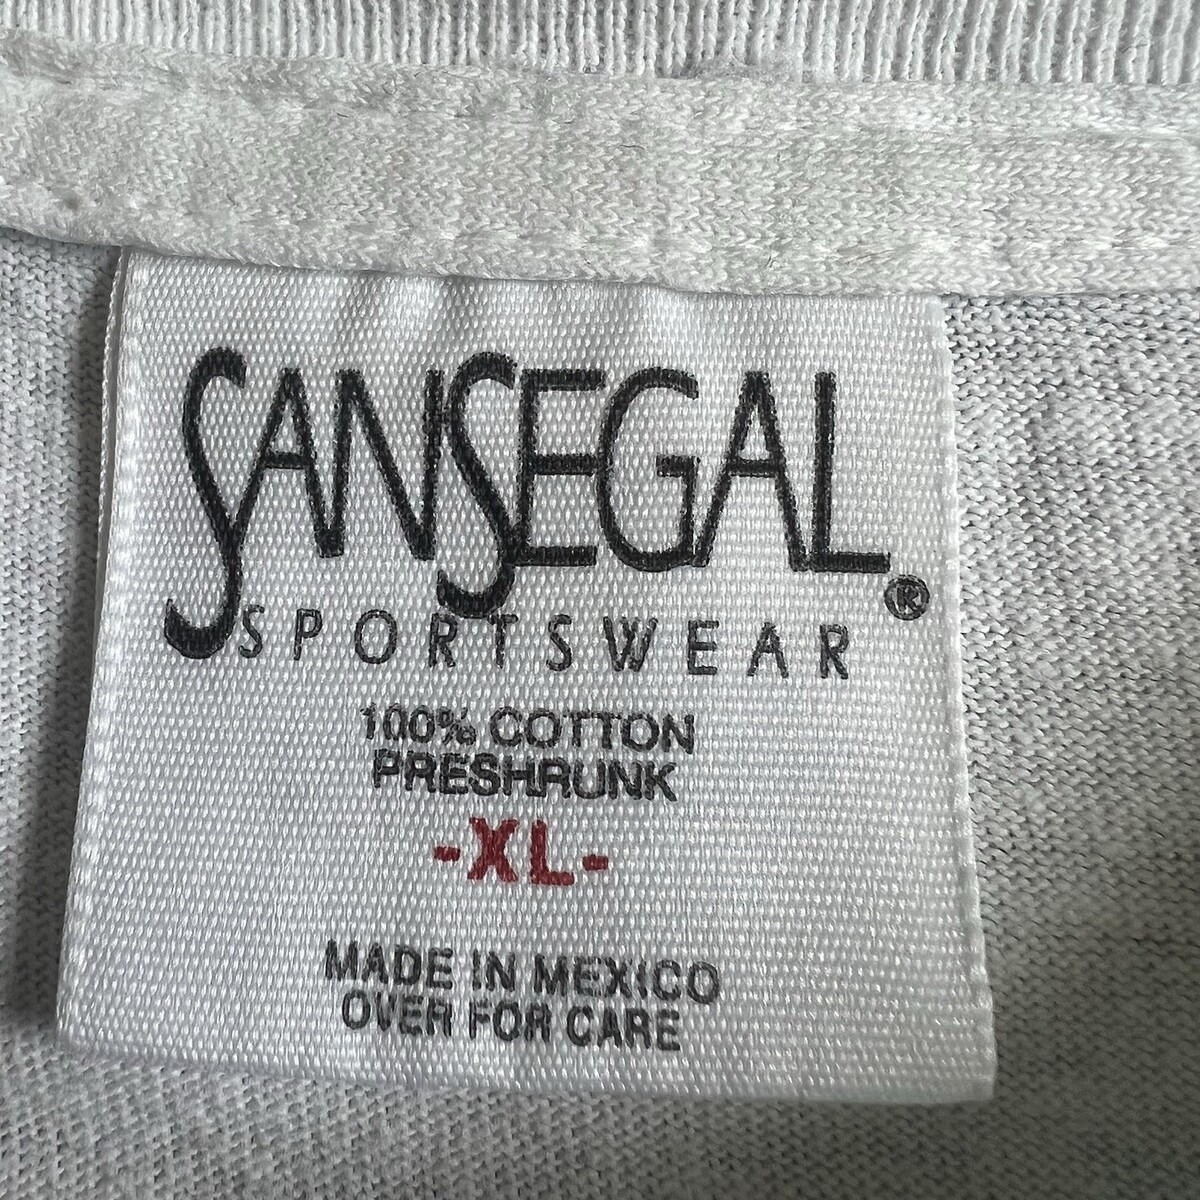 SANSEGAL®
SPORTSWEAR
100% COTTON
PRESHRUNK
-XL-
MADE IN MEXICO
OVER FOR CARE